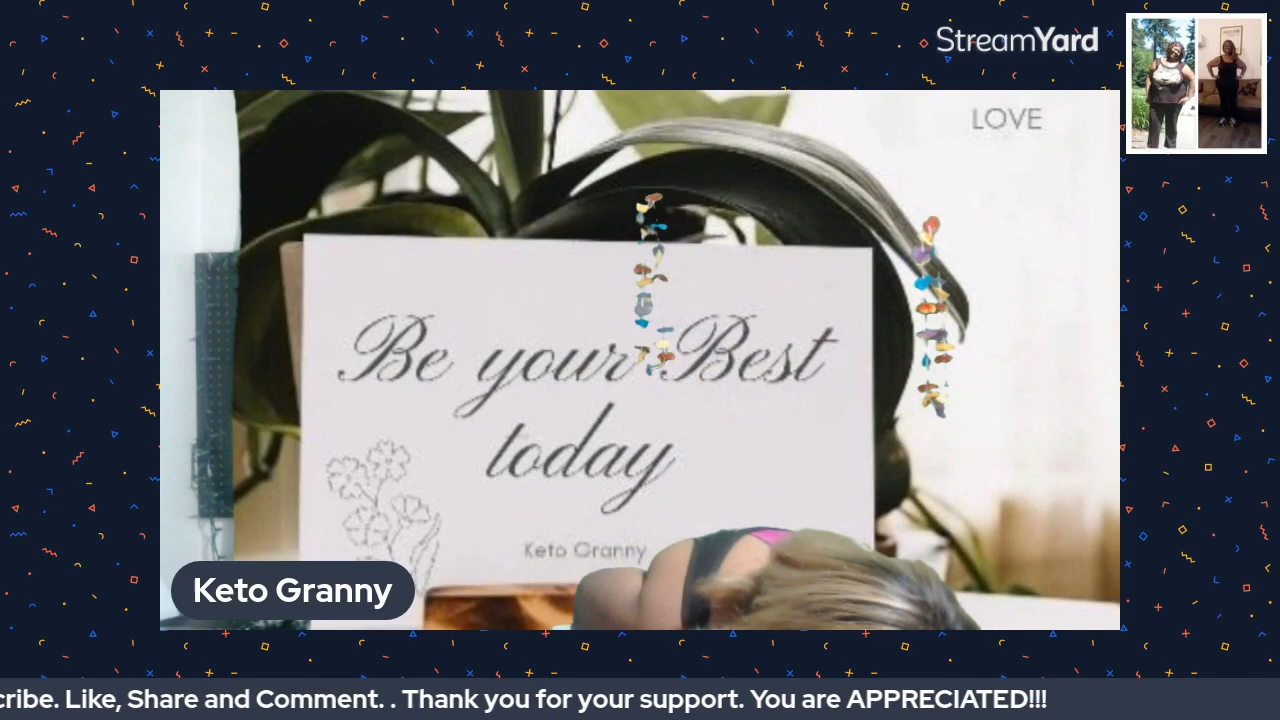 StreamYard
LOVE
Be your Best
today
Keto Granny
Keto Granny
cribe. Like, Share and Comment. . Thank you for your support. You are APPRECIATED!!!